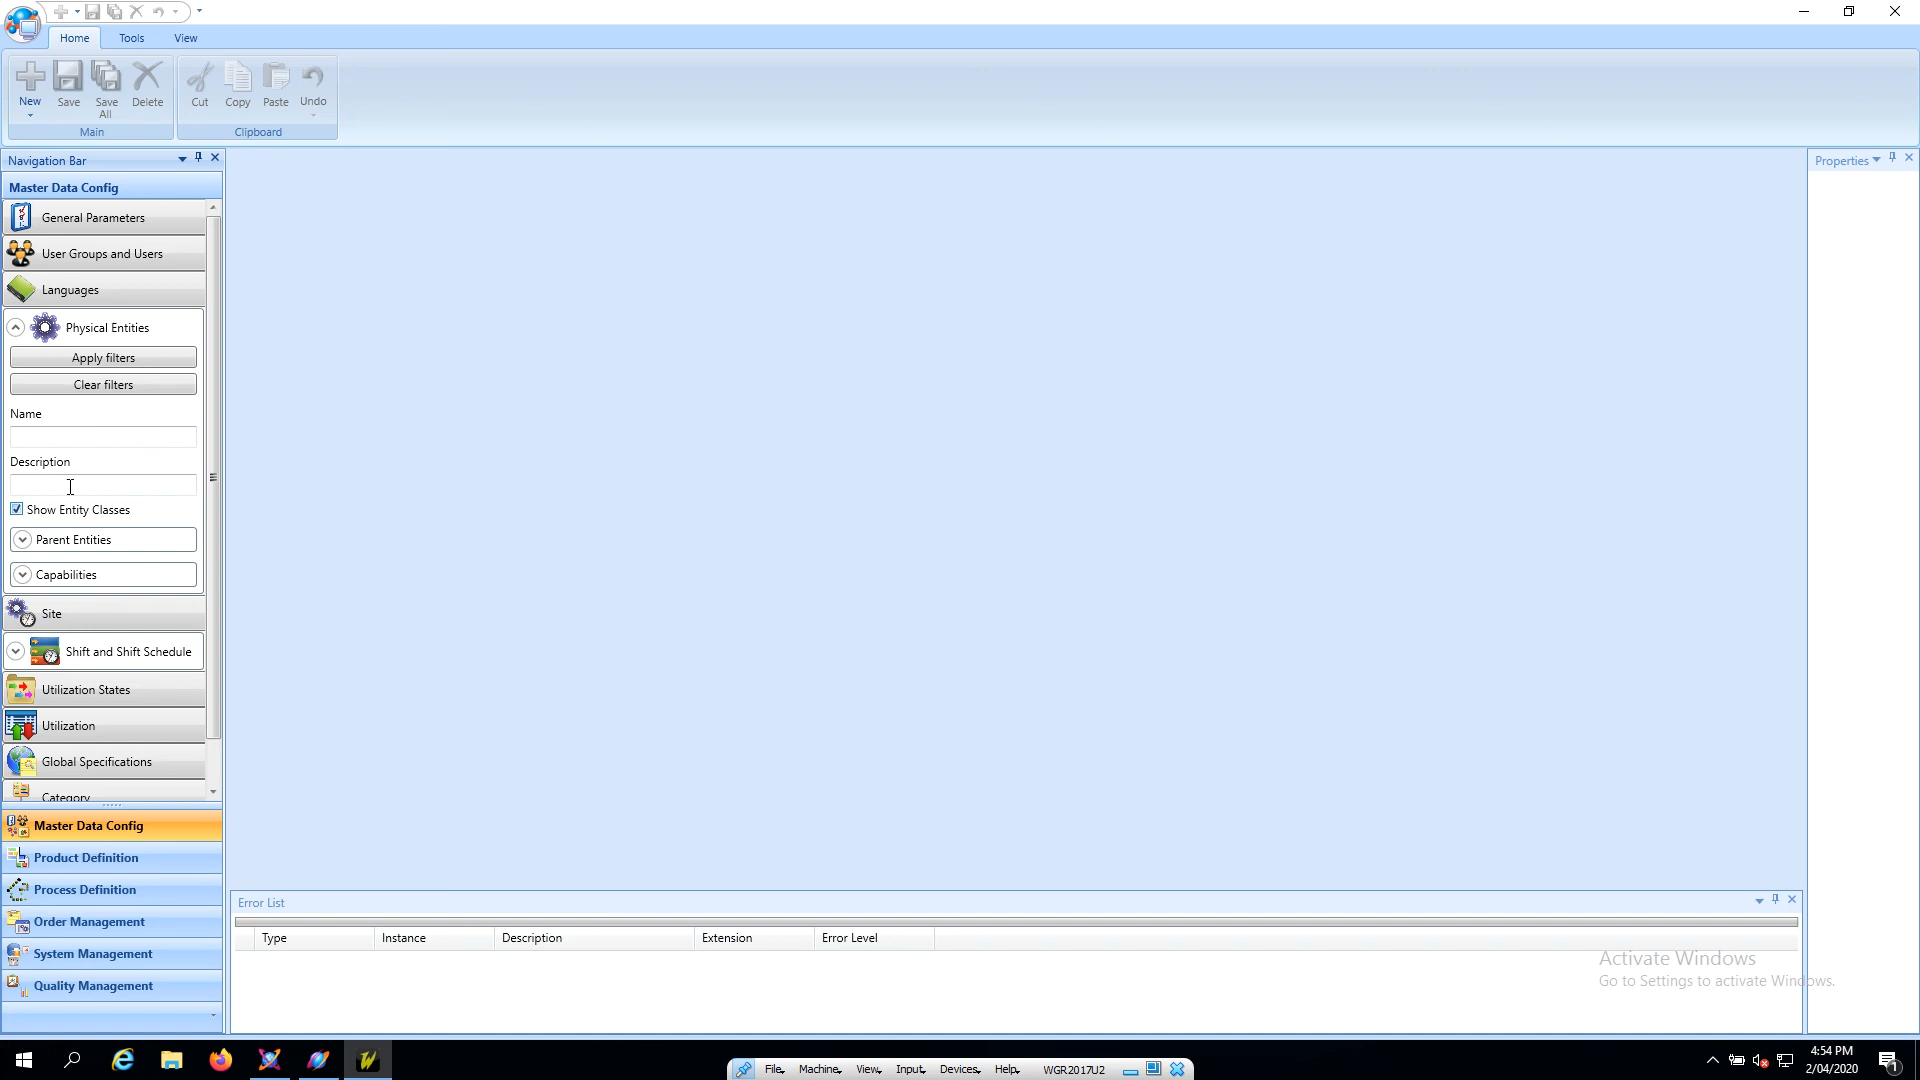 Home Tools View
New Save Save All Delete Cut Copy Paste Undo
Main Clipboard
Navigation Bar
Master Data Config
General Parameters
User Groups and Users
Languages
Physical Entities
Apply filters
Clear filters
Name
Description
Show Entity Classes
Parent Entities
Capabilities
Site
Shift and Shift Schedule
Utilization States
Utilization
Global Specifications
Category
Master Data Config
Product Definition
Process Definition
Order Management
System Management
Quality Management
Properties
Error List
Type Instance Description Extension Error Level
Activate Windows
Go to Settings to activate Windows.
File Machine View Input Devices Help WGR2017U2
4:54 PM
2/04/2020
1